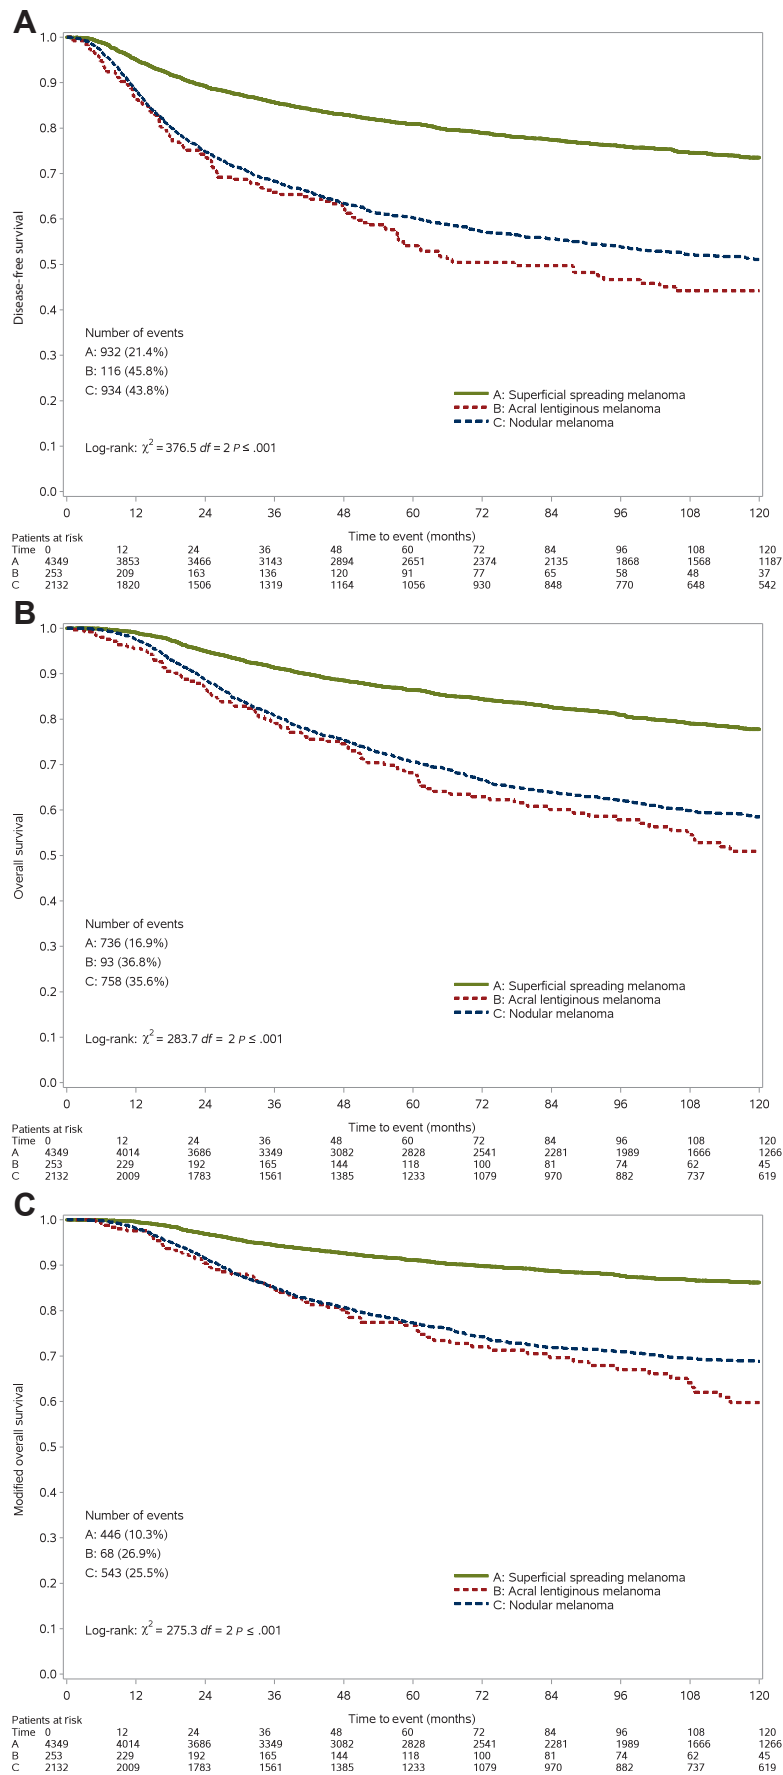 A
1.0
0.9
0.8
0.7
0.6
0.5
0.4
0.3
0.2
0.1
0.0
Disease-free survival
Number of events
A: 932 (21.4%)
B: 116 (45.8%)
C: 934 (43.8%)
Log-rank: χ2 = 376.5 df = 2 P ≤ .001
A: Superficial spreading melanoma
B: Acral lentiginous melanoma
C: Nodular melanoma
0 12 24 36 48 60 72 84 96 108 120
Time to event (months)
Patients at risk
Time 0 12 24 36 48 60 72 84 96 108 120
A 4349 3853 3466 3143 2894 2651 2374 2135 1868 1568 1187
B 253 209 163 136 120 91 77 65 58 48 37
C 2132 1820 1506 1319 1164 1056 930 848 770 648 542
B
1.0
0.9
0.8
0.7
0.6
0.5
0.4
0.3
0.2
0.1
0.0
Overall survival
Number of events
A: 736 (16.9%)
B: 93 (36.8%)
C: 758 (35.6%)
Log-rank: χ2 = 283.7 df = 2 P ≤ .001
A: Superficial spreading melanoma
B: Acral lentiginous melanoma
C: Nodular melanoma
0 12 24 36 48 60 72 84 96 108 120
Time to event (months)
Patients at risk
Time 0 12 24 36 48 60 72 84 96 108 120
A 4349 4014 3686 3349 3082 2828 2541 2281 1989 1666 1266
B 253 229 192 165 144 118 100 81 74 62 45
C 2132 2009 1783 1561 1385 1233 1079 970 882 737 619
C
1.0
0.9
0.8
0.7
0.6
0.5
0.4
0.3
0.2
0.1
0.0
Modified overall survival
Number of events
A: 446 (10.3%)
B: 68 (26.9%)
C: 543 (25.5%)
Log-rank: χ2 = 275.3 df = 2 P ≤ .001
A: Superficial spreading melanoma
B: Acral lentiginous melanoma
C: Nodular melanoma
0 12 24 36 48 60 72 84 96 108 120
Time to event (months)
Patients at risk
Time 0 12 24 36 48 60 72 84 96 108 120
A 4349 4014 3686 3349 3082 2828 2541 2281 1989 1666 1266
B 253 229 192 165 144 118 100 81 74 62 45
C 2132 2009 1783 1561 1385 1233 1079 970 882 737 619